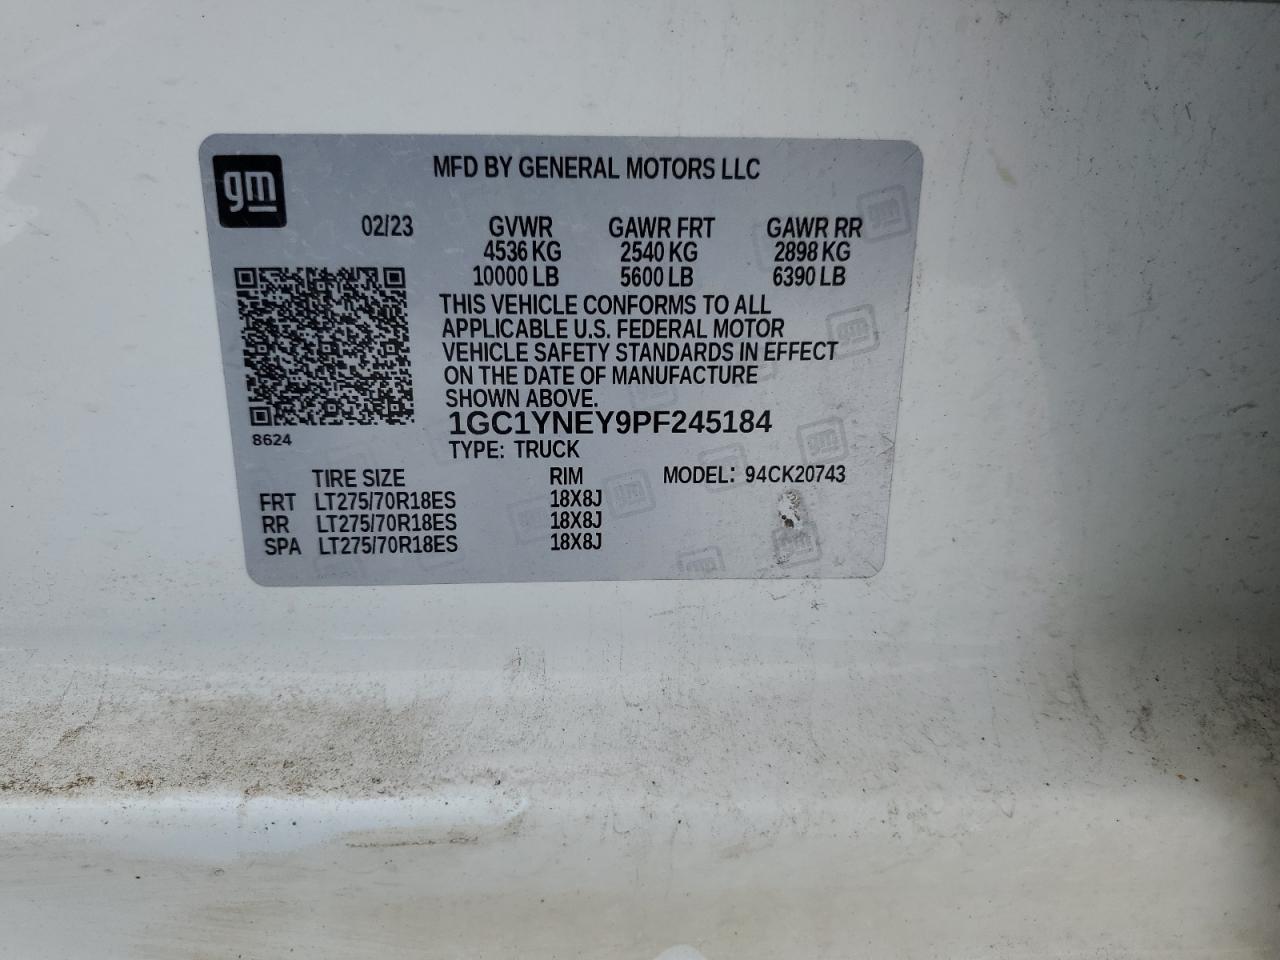 gm
MFD BY GENERAL MOTORS LLC
02/23 GVWR GAWR FRT GAWR RR
4536 KG 2540 KG 2898 KG
10000 LB 5600 LB 6390 LB
THIS VEHICLE CONFORMS TO ALL
APPLICABLE U.S. FEDERAL MOTOR
VEHICLE SAFETY STANDARDS IN EFFECT
ON THE DATE OF MANUFACTURE
SHOWN ABOVE.
1GC1YNEY9PF245184
8624
TYPE: TRUCK
TIRE SIZE RIM MODEL: 94CK20743
FRT LT275/70R18ES 18X8J
RR LT275/70R18ES 18X8J
SPA LT275/70R18ES 18X8J